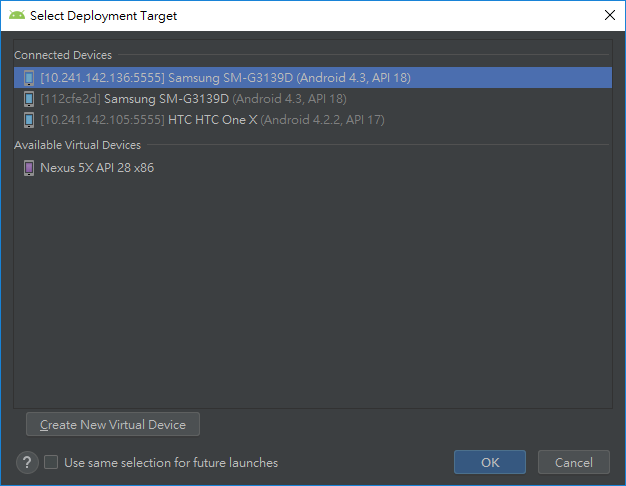 Select Deployment Target
Connected Devices
[10.241.142.136:5555] Samsung SM-G3139D (Android 4.3, API 18)
[112cfe2d] Samsung SM-G3139D (Android 4.3, API 18)
[10.241.142.105:5555] HTC HTC One X (Android 4.2.2, API 17)
Available Virtual Devices
Nexus 5X API 28 x86
Create New Virtual Device
? Use same selection for future launches
OK
Cancel